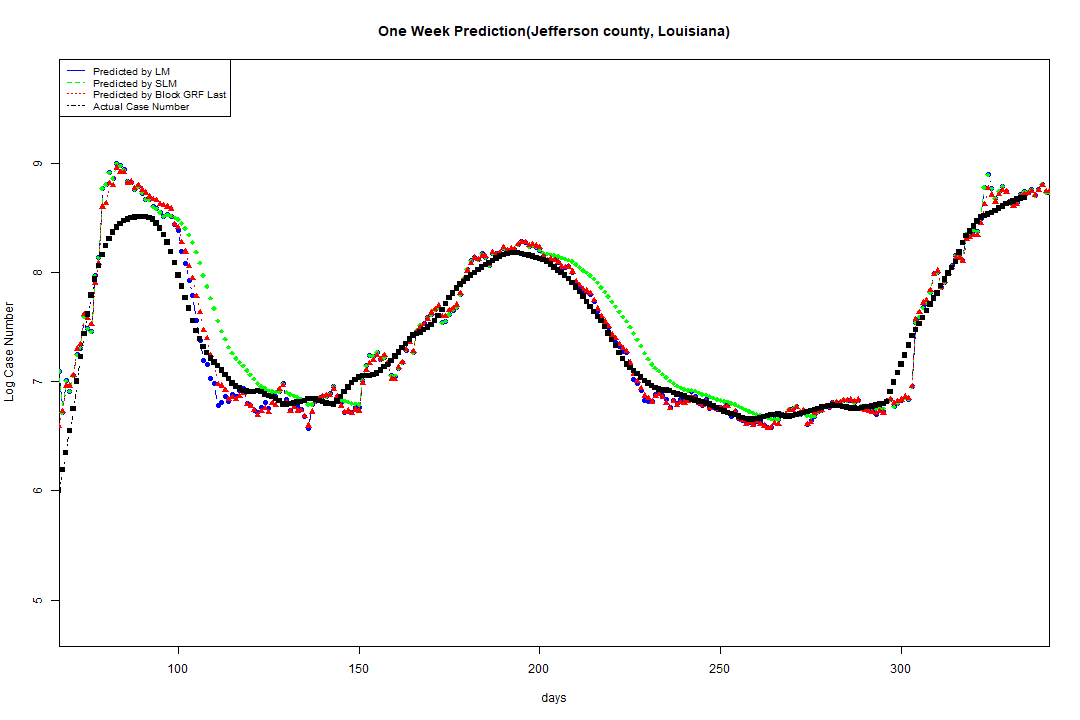 One Week Prediction(Jefferson county, Louisiana)
Predicted by LM
Predicted by SLM
Predicted by Block GRF Last
Actual Case Number
Log Case Number
9
8
7
6
5
100 150 200 250 300
days